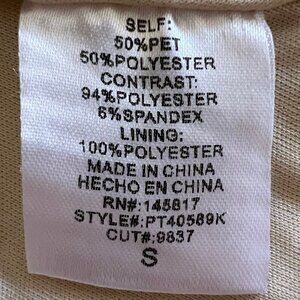 SELF:
50%PET
50%POLYESTER
CONTRAST:
94%POLYESTER
6%SPANDEX
LINING:
100%POLYESTER
MADE IN CHINA
HECHO EN CHINA
RN#:145817
STYLE#:PT40589K
CUT#:9837
S